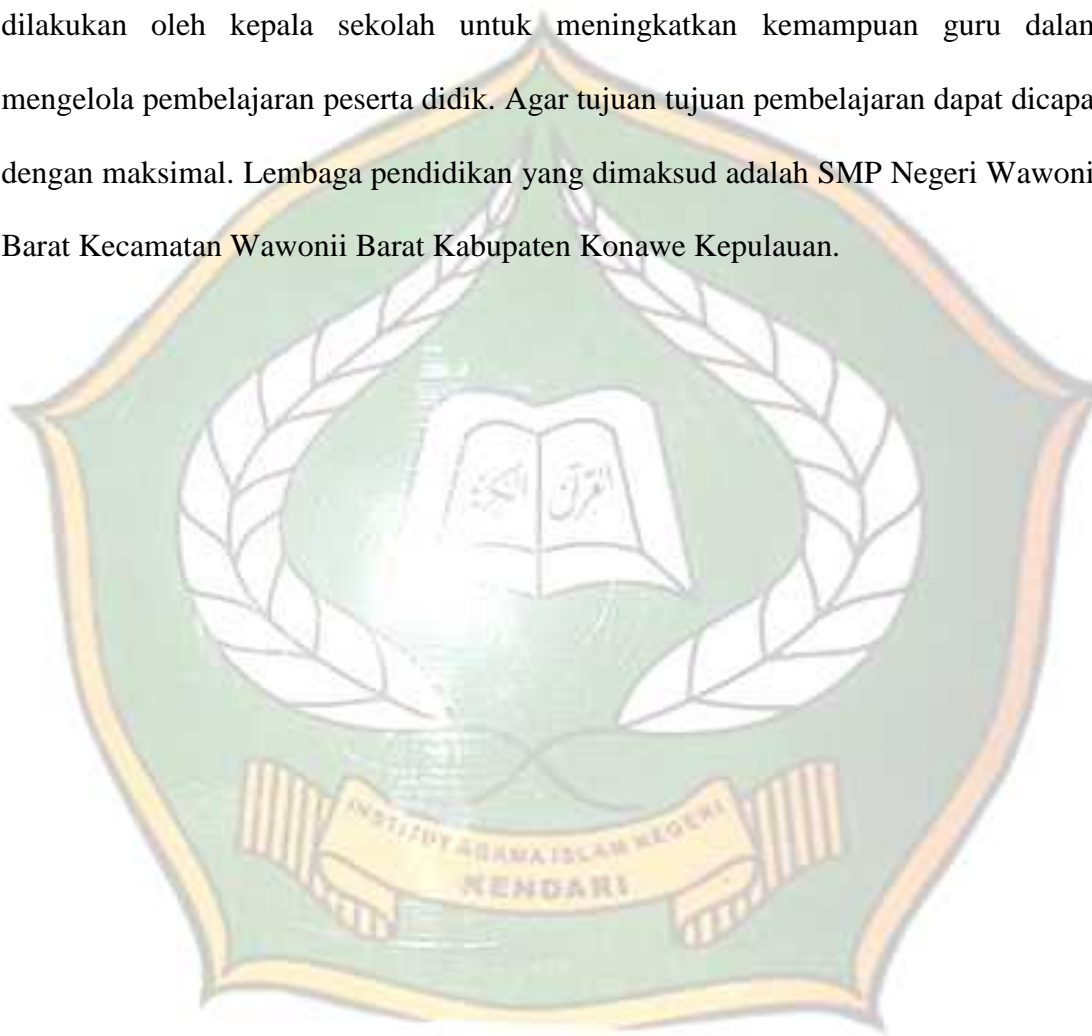 dilakukan oleh kepala sekolah untuk meningkatkan kemampuan guru dalan
mengelola pembelajaran peserta didik. Agar tujuan tujuan pembelajaran dapat dicapa
dengan maksimal. Lembaga pendidikan yang dimaksud adalah SMP Negeri Wawoni
Barat Kecamatan Wawonii Barat Kabupaten Konawe Kepulauan.
INSTITUT AGAMA ISLAM NEGERI
KENDARI